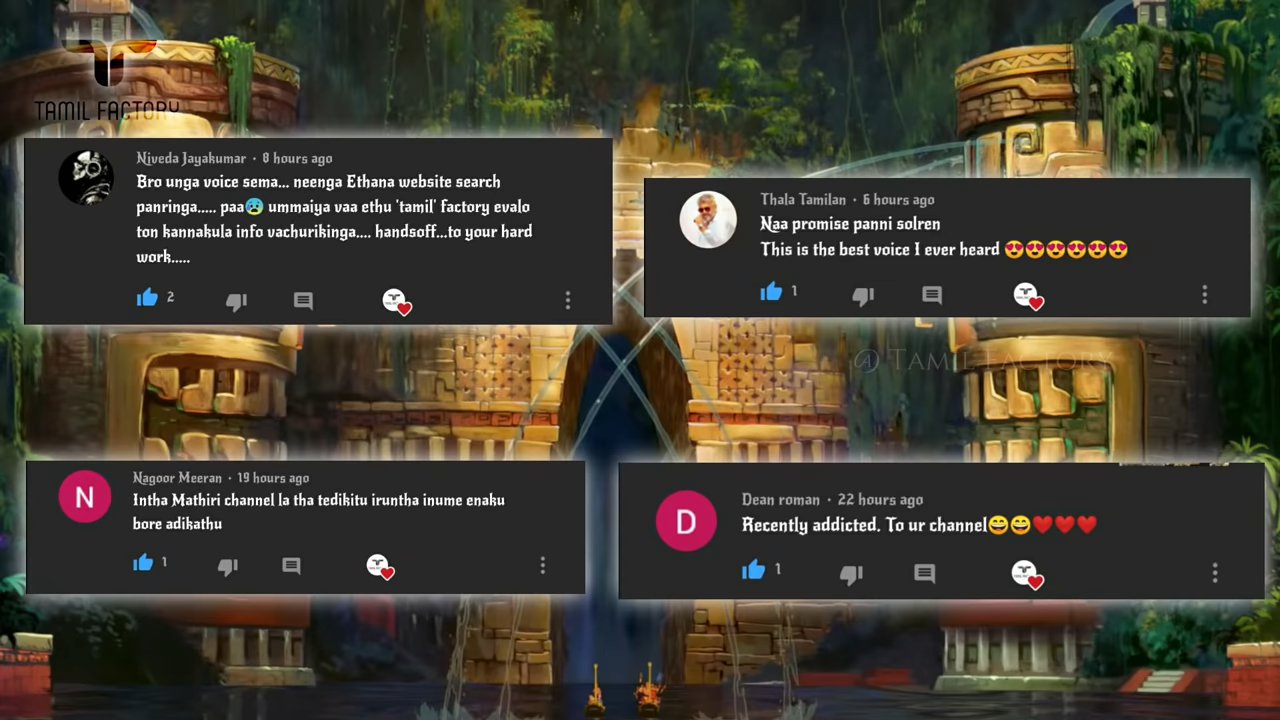 TAMIL FACTORY
Niveda Jayakumar · 8 hours ago
Bro unga voice sema... neenga Ethana website search
panringa..... paa😰 ummaiya vaa ethu 'tamil' factory evalo
ton kannakula info vachurikinga.... handsoff...to your hard
work.....
2
Thala Tamilan · 6 hours ago
Naa promise panni solren
This is the best voice I ever heard 😍😍😍😍😍😍
1
@ TAMIL FACTORY
Nagoor Meeran · 19 hours ago
N
Intha Mathiri channel la tha tedikitu iruntha inume enaku
bore adikathu
1
Dean roman · 22 hours ago
D
Recently addicted. To ur channel😄😄❤️❤️❤️
1